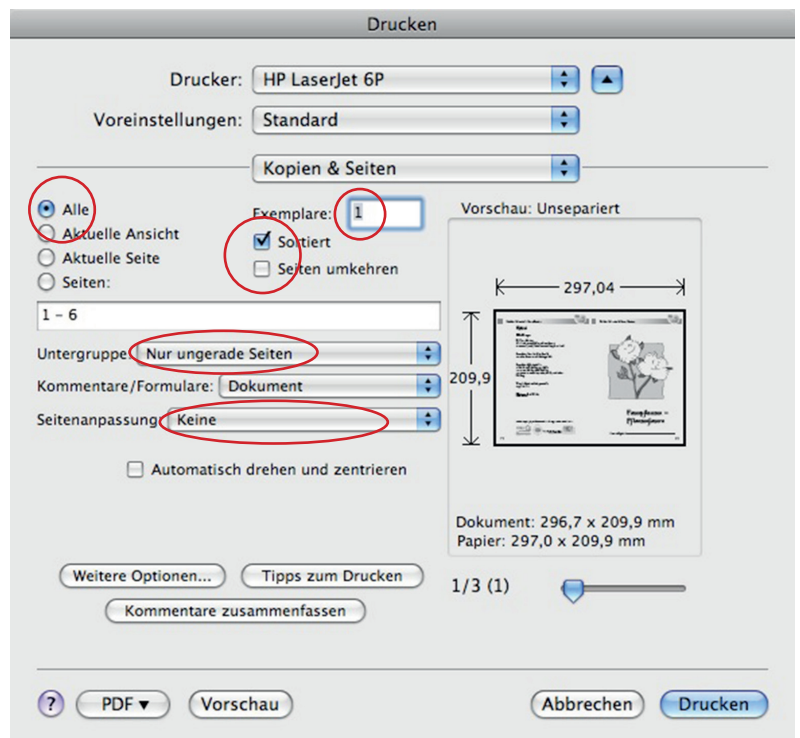 Drucken
Drucker: HP LaserJet 6P
Voreinstellungen: Standard
Kopien & Seiten
Alle
Aktuelle Ansicht
Aktuelle Seite
Seiten:
Exemplare: 1
Sortiert
Seiten umkehren
1 - 6
Untergruppe: Nur ungerade Seiten
Kommentare/Formulare: Dokument
Seitenanpassung: Keine
Automatisch drehen und zentrieren
Vorschau: Unsepariert
297,04
209,9
Dokument: 296,7 x 209,9 mm
Papier: 297,0 x 209,9 mm
Weitere Optionen...
Tipps zum Drucken
Kommentare zusammenfassen
1/3 (1)
?
PDF ▼
Vorschau
Abbrechen
Drucken